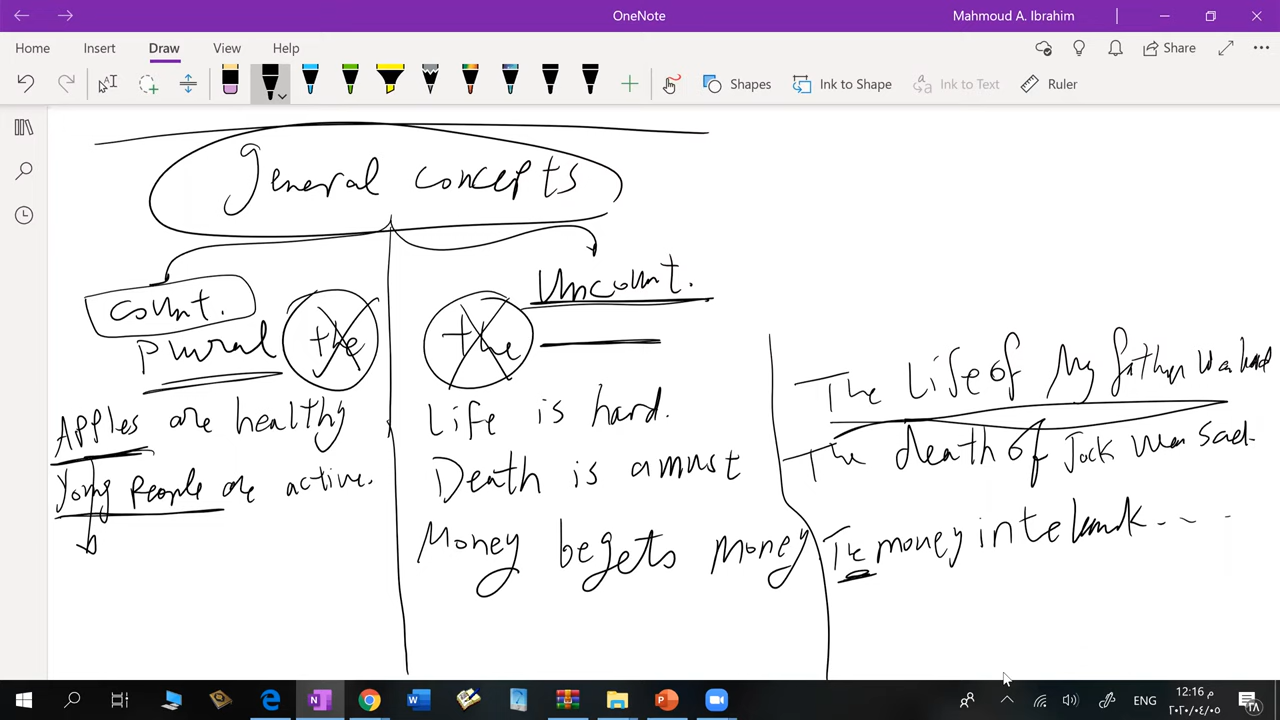 OneNote
Mahmoud A. Ibrahim
Home Insert Draw View Help
Share
Shapes Ink to Shape Ink to Text Ruler
General concepts
count.
plural the
Apples are healthy
Young People are active.
Uncount.
the
Life is hard.
Death is a must
Money begets money
The Life of My father was hard
The death of Jack was sad.
The money in the bank - - -
ENG
12:16 م
٢٠٢٠/٠٤/٠٥